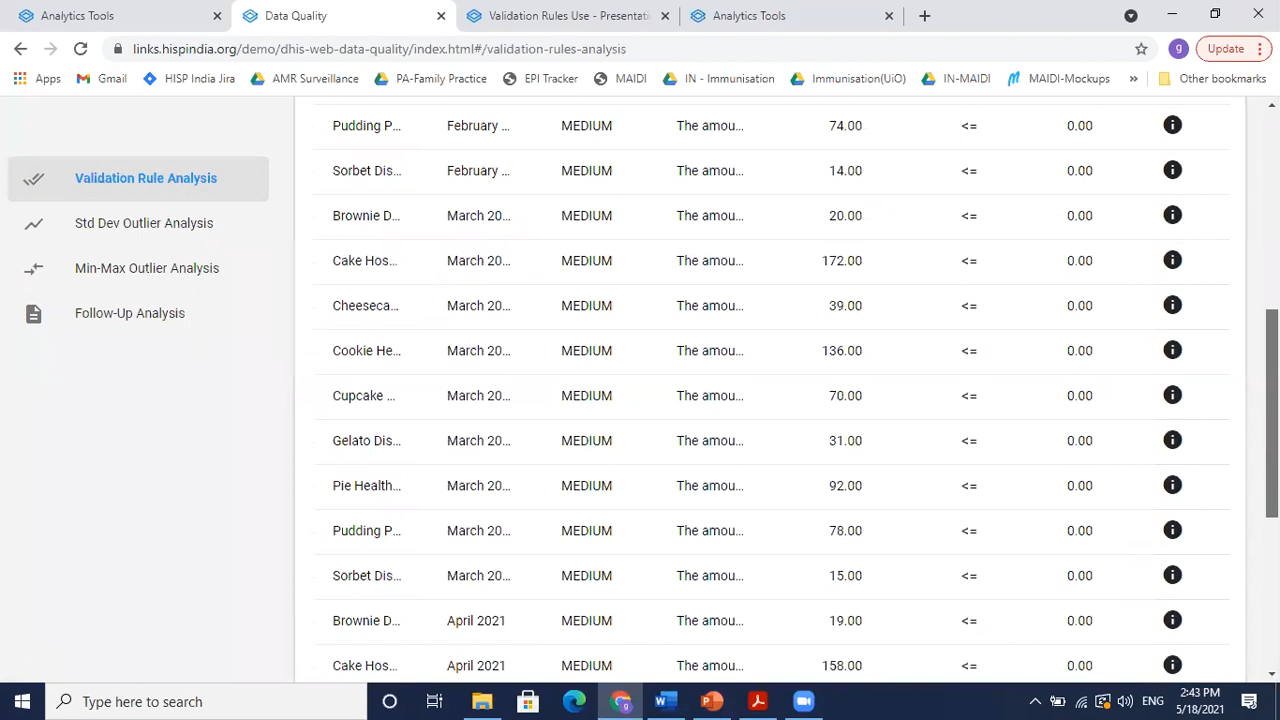 Analytics Tools
Data Quality
Validation Rules Use - Presentati
Analytics Tools
links.hispindia.org/demo/dhis-web-data-quality/index.html#/validation-rules-analysis
g
Update
Apps
Gmail
HISP India Jira
AMR Surveillance
PA-Family Practice
EPI Tracker
MAIDI
IN - Immunisation
Immunisation(UiO)
IN-MAIDI
MAIDI-Mockups
»
Other bookmarks
Validation Rule Analysis
Std Dev Outlier Analysis
Min-Max Outlier Analysis
Follow-Up Analysis
Pudding P... February ... MEDIUM The amou... 74.00 <= 0.00
Sorbet Dis... February ... MEDIUM The amou... 14.00 <= 0.00
Brownie D... March 20... MEDIUM The amou... 20.00 <= 0.00
Cake Hos... March 20... MEDIUM The amou... 172.00 <= 0.00
Cheeseca... March 20... MEDIUM The amou... 39.00 <= 0.00
Cookie He... March 20... MEDIUM The amou... 136.00 <= 0.00
Cupcake ... March 20... MEDIUM The amou... 70.00 <= 0.00
Gelato Dis... March 20... MEDIUM The amou... 31.00 <= 0.00
Pie Health... March 20... MEDIUM The amou... 92.00 <= 0.00
Pudding P... March 20... MEDIUM The amou... 78.00 <= 0.00
Sorbet Dis... March 20... MEDIUM The amou... 15.00 <= 0.00
Brownie D... April 2021 MEDIUM The amou... 19.00 <= 0.00
Cake Hos... April 2021 MEDIUM The amou... 158.00 <= 0.00
Type here to search
ENG
2:43 PM
5/18/2021